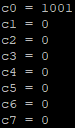 c0 = 1001
c1 = 0
c2 = 0
c3 = 0
c4 = 0
c5 = 0
c6 = 0
c7 = 0